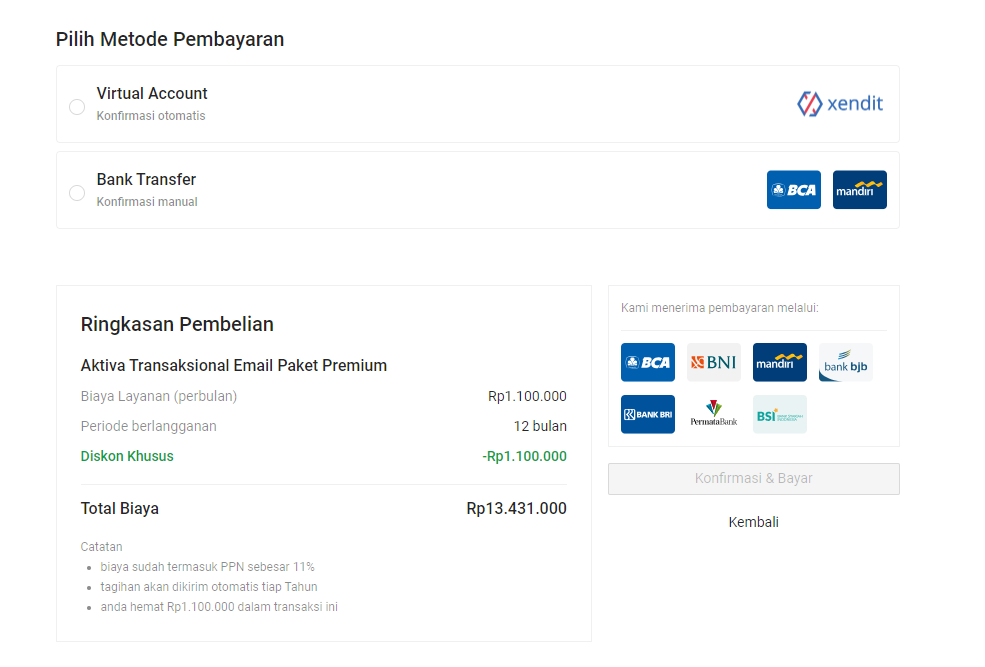 Pilih Metode Pembayaran
Virtual Account
Konfirmasi otomatis
xendit
Bank Transfer
Konfirmasi manual
BCA
mandiri
Ringkasan Pembelian
Aktiva Transaksional Email Paket Premium
Biaya Layanan (perbulan) Rp1.100.000
Periode berlangganan 12 bulan
Diskon Khusus -Rp1.100.000
Total Biaya Rp13.431.000
Catatan
biaya sudah termasuk PPN sebesar 11%
tagihan akan dikirim otomatis tiap Tahun
anda hemat Rp1.100.000 dalam transaksi ini
Kami menerima pembayaran melalui:
BCA
BNI
mandiri
bank bjb
BANK BRI
PermataBank
BSI
Konfirmasi & Bayar
Kembali